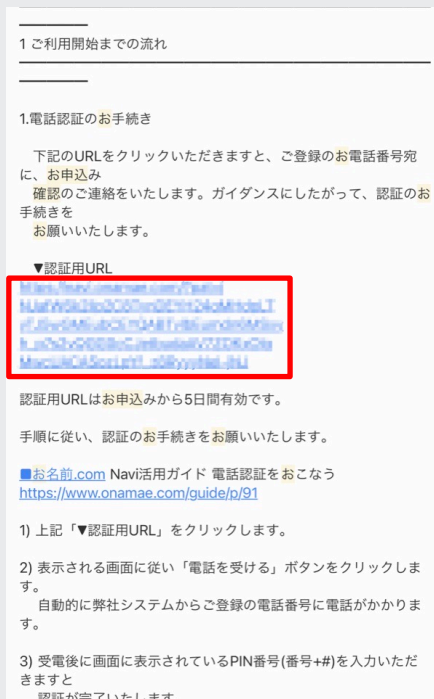 1 ご利用開始までの流れ
1.電話認証のお手続き
下記のURLをクリックいただきますと、ご登録のお電話番号宛
に、お申込み
確認のご連絡をいたします。ガイダンスにしたがって、認証のお
手続きを
お願いいたします。
▼認証用URL
認証用URLはお申込みから5日間有効です。
手順に従い、認証のお手続きをお願いいたします。
■お名前.com Navi活用ガイド 電話認証をおこなう
https://www.onamae.com/guide/p/91
1) 上記「▼認証用URL」をクリックします。
2) 表示される画面に従い「電話を受ける」ボタンをクリックしま
す。
自動的に弊社システムからご登録の電話番号に電話がかかりま
す。
3) 受電後に画面に表示されているPIN番号(番号+#)を入力いただ
きますと
認証が完了いたします